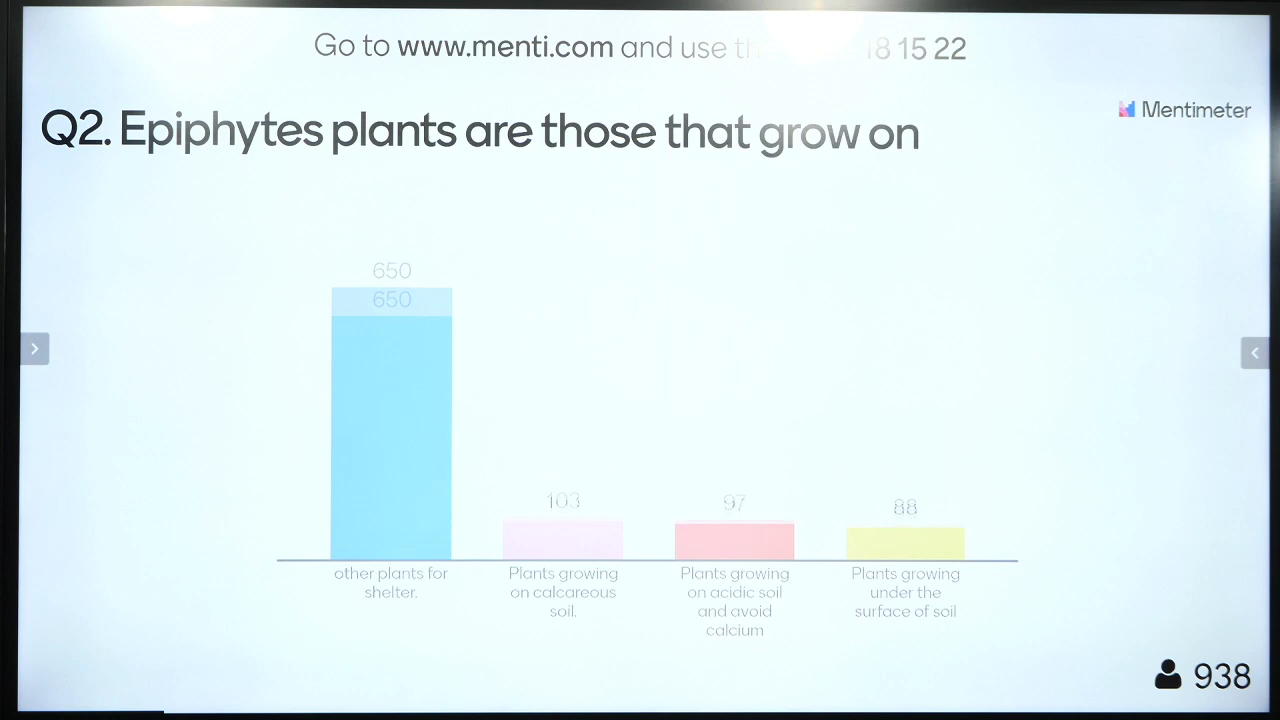 Go to www.menti.com and use 18 15 22
Mentimeter
Q2. Epiphytes plants are those that grow on
650
650
103
97
88
other plants for
shelter.
Plants growing
on calcareous
soil.
Plants growing
on acidic soil
and avoid
calcium
Plants growing
under the
surface of soil
938